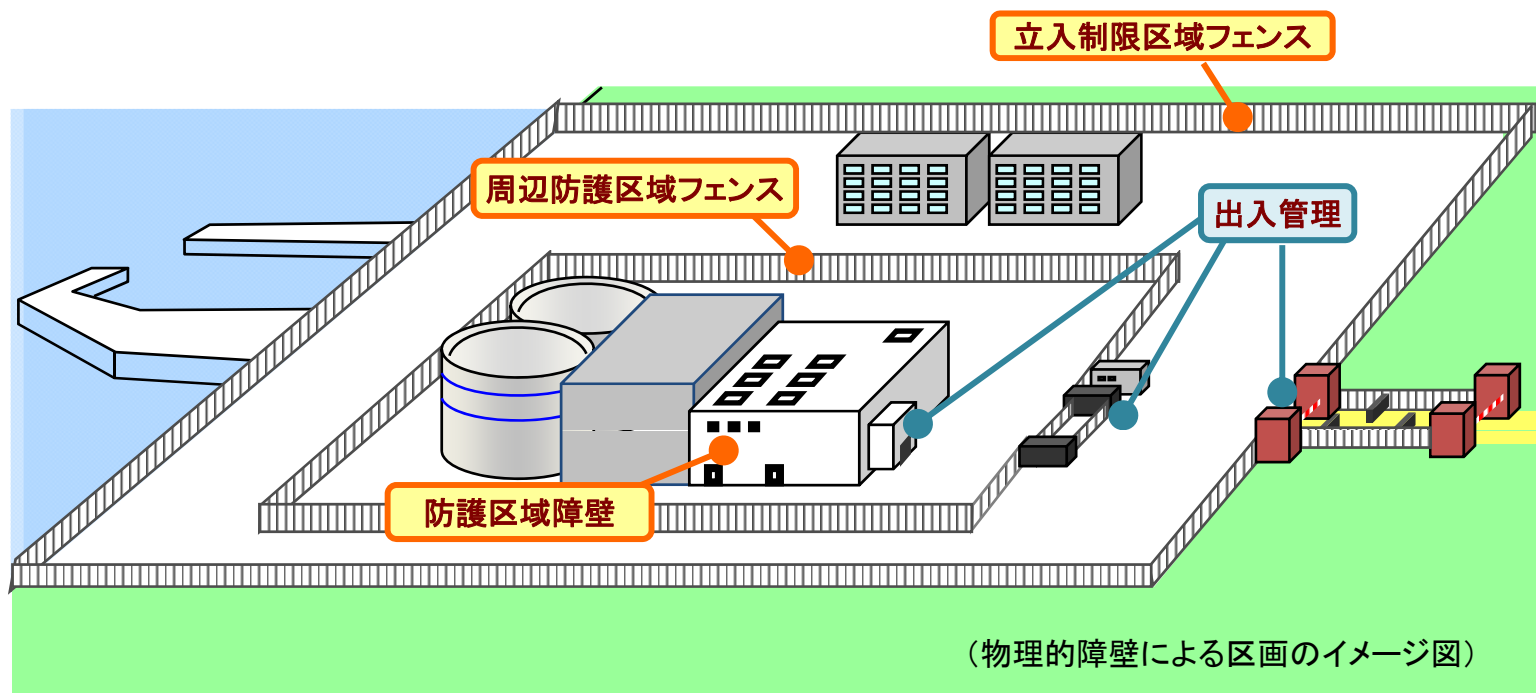 立入制限区域フェンス
周辺防護区域フェンス
出入管理
防護区域障壁
（物理的障壁による区画のイメージ図）